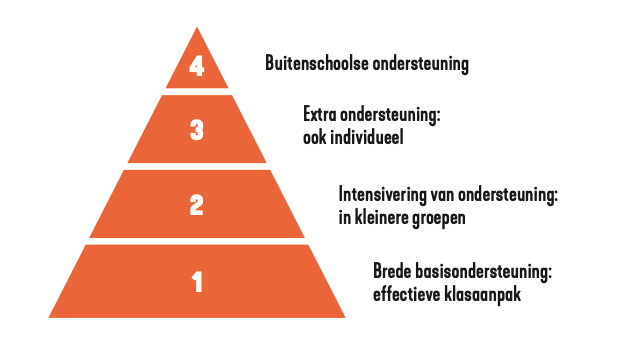 4
Buitenschoolse ondersteuning
3
Extra ondersteuning:
ook individueel
2
Intensivering van ondersteuning:
in kleinere groepen
1
Brede basisondersteuning:
effectieve klasaanpak